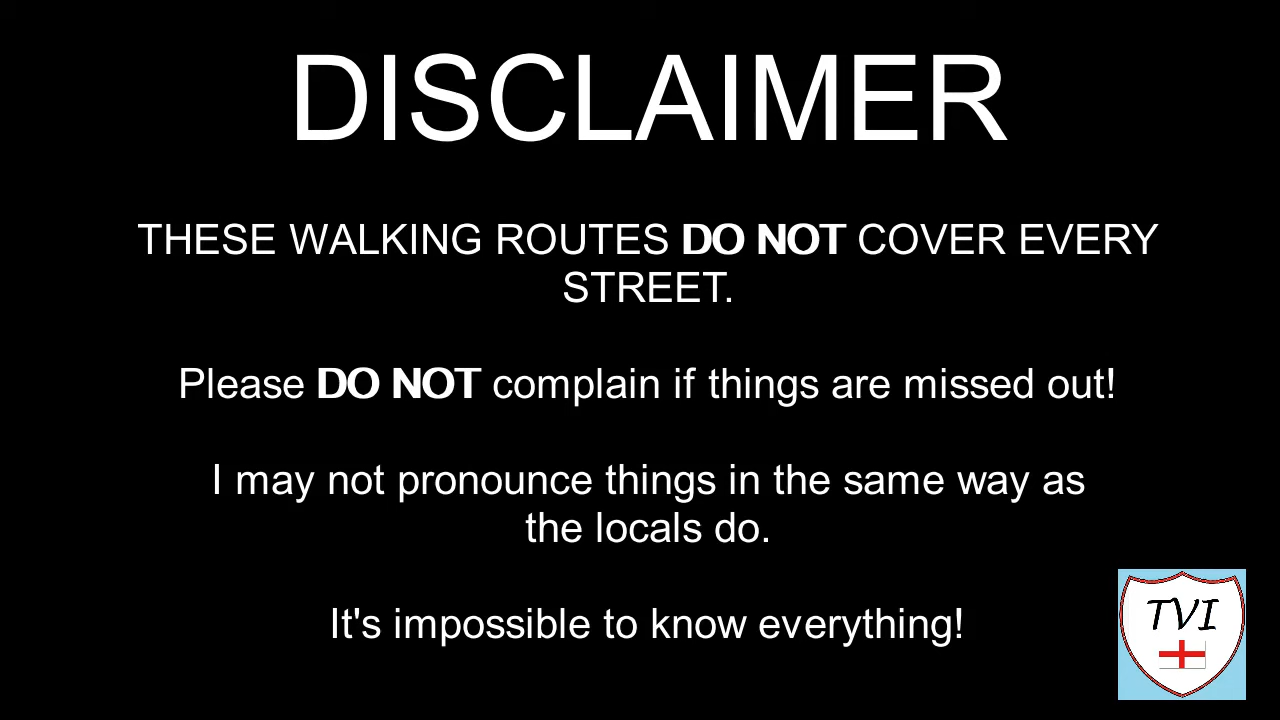 DISCLAIMER
THESE WALKING ROUTES DO NOT COVER EVERY
STREET.
Please DO NOT complain if things are missed out!
I may not pronounce things in the same way as
the locals do.
It's impossible to know everything!
TVI